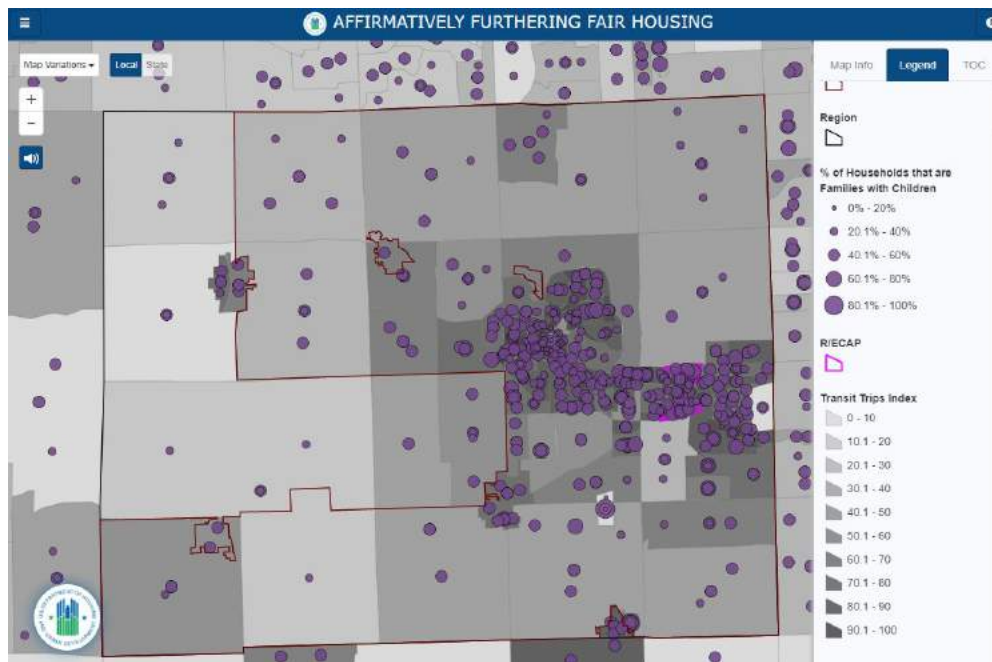 AFFIRMATIVELY FURTHERING FAIR HOUSING
Map Variations
Local State
Map Info Legend TOC
+
−
Region
% of Households that are
Families with Children
0% - 20%
20.1% - 40%
40.1% - 60%
60.1% - 80%
80.1% - 100%
R/ECAP
Transit Trips Index
0 - 10
10.1 - 20
20.1 - 30
30.1 - 40
40.1 - 50
50.1 - 60
60.1 - 70
70.1 - 80
80.1 - 90
90.1 - 100